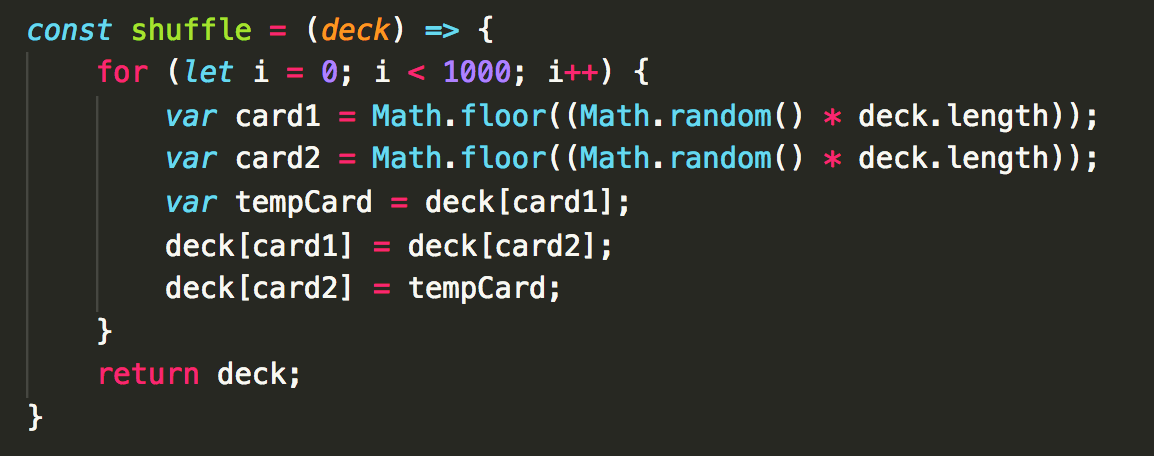 const shuffle = (deck) => {
    for (let i = 0; i < 1000; i++) {
        var card1 = Math.floor((Math.random() * deck.length));
        var card2 = Math.floor((Math.random() * deck.length));
        var tempCard = deck[card1];
        deck[card1] = deck[card2];
        deck[card2] = tempCard;
    }
    return deck;
}